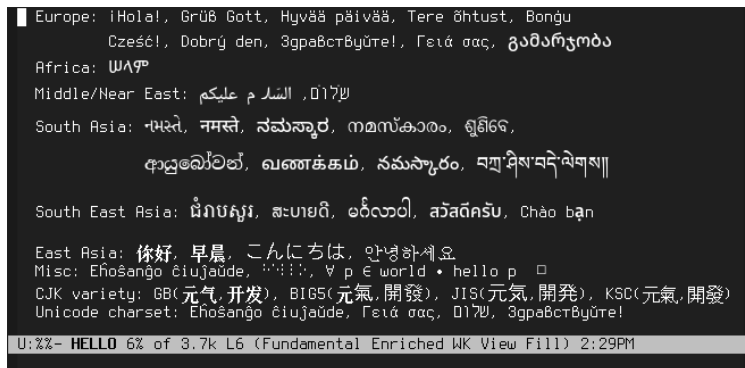 Europe: ¡Hola!, Grüß Gott, Hyvää päivää, Tere õhtust, Bonġu
Cześć!, Dobrý den, Здравствуйте!, Γειά σας, გამარჯობა
Africa: ሠላም
Middle/Near East: שָׁלוֹם, السّلام عليكم
South Asia: નમસ્તે, नमस्ते, ನಮಸ್ಕಾರ, നമസ്കാരം, ଶୁଣିବେ,
ආයුබෝවන්, வணக்கம், నమస్కారం, བཀྲ་ཤིས་བདེ་ལེགས༎
South East Asia: ជំរាបសួរ, ສະບາຍດີ, မင်္ဂလာပါ, สวัสดีครับ, Chào bạn
East Asia: 你好, 早晨, こんにちは, 안녕하세요
Misc: Eĥoŝanĝo ĉiuĵaŭde, ⠓⠑⠇⠇⠕, ∀ p ∈ world • hello p □
CJK variety: GB(元气,开发), BIG5(元氣,開發), JIS(元気,開発), KSC(元氣,開發)
Unicode charset: Eĥoŝanĝo ĉiuĵaŭde, Γειά σας, שלום, Здравствуйте!
U:%%- HELLO 6% of 3.7k L6 (Fundamental Enriched WK View Fill) 2:29PM